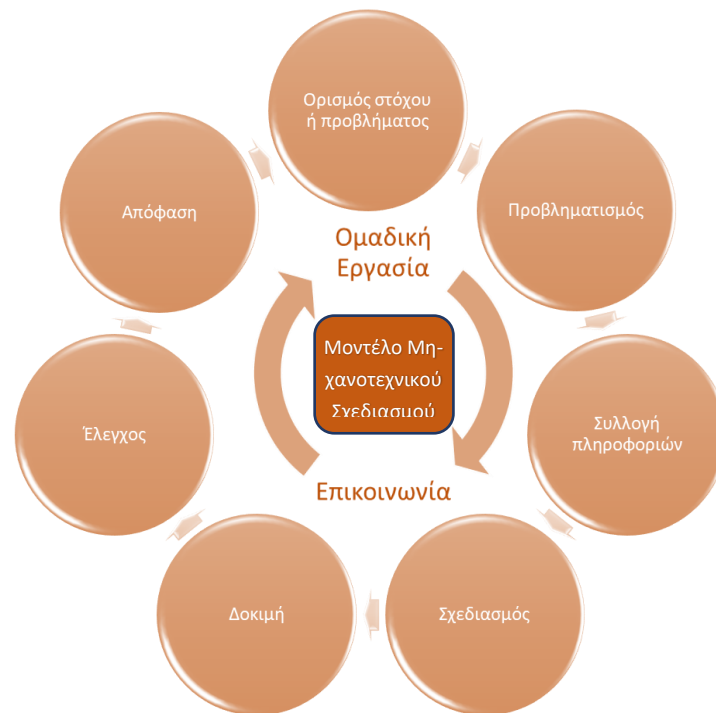 Ορισμός στόχου
ή προβλήματος
Προβληματισμός
Συλλογή
πληροφοριών
Σχεδιασμός
Δοκιμή
Έλεγχος
Απόφαση
Ομαδική
Εργασία
Μοντέλο Μη-
χανοτεχνικού
Σχεδιασμού
Επικοινωνία